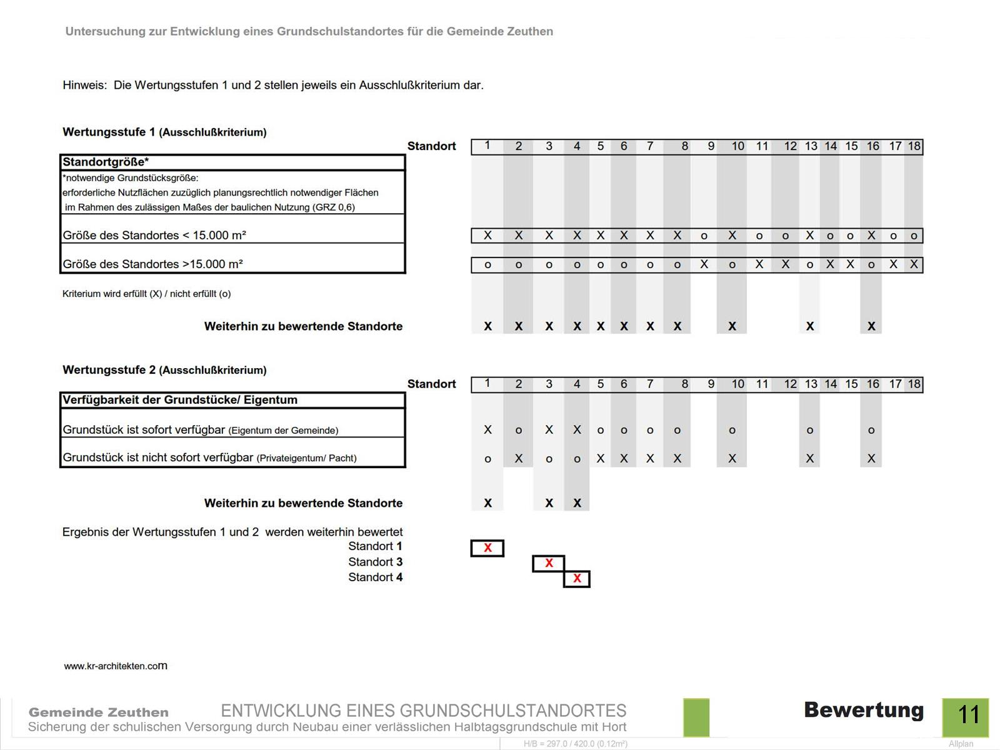 Untersuchung zur Entwicklung eines Grundschulstandortes für die Gemeinde Zeuthen
Hinweis: Die Wertungsstufen 1 und 2 stellen jeweils ein Ausschlußkriterium dar.
Wertungsstufe 1 (Ausschlußkriterium)
Standort 1 2 3 4 5 6 7 8 9 10 11 12 13 14 15 16 17 18
Standortgröße*
*notwendige Grundstücksgröße:
erforderliche Nutzflächen zuzüglich planungsrechtlich notwendiger Flächen
im Rahmen des zulässigen Maßes der baulichen Nutzung (GRZ 0,6)
Größe des Standortes < 15.000 m² X X X X X X X X o X o o X o o X o o
Größe des Standortes >15.000 m² o o o o o o o o X o X X o X X o X X
Kriterium wird erfüllt (X) / nicht erfüllt (o)
Weiterhin zu bewertende Standorte X X X X X X X X X X X
Wertungsstufe 2 (Ausschlußkriterium)
Standort 1 2 3 4 5 6 7 8 9 10 11 12 13 14 15 16 17 18
Verfügbarkeit der Grundstücke/ Eigentum
Grundstück ist sofort verfügbar (Eigentum der Gemeinde) X o X X o o o o o o o
Grundstück ist nicht sofort verfügbar (Privateigentum/ Pacht) o X o o X X X X X X X
Weiterhin zu bewertende Standorte X X X
Ergebnis der Wertungsstufen 1 und 2 werden weiterhin bewertet
Standort 1 X
Standort 3 X
Standort 4 X
www.kr-architekten.com
Gemeinde Zeuthen ENTWICKLUNG EINES GRUNDSCHULSTANDORTES Bewertung 11
Sicherung der schulischen Versorgung durch Neubau einer verlässlichen Halbtagsgrundschule mit Hort
H/B = 297.0 / 420.0 (0.12m²) Allplan